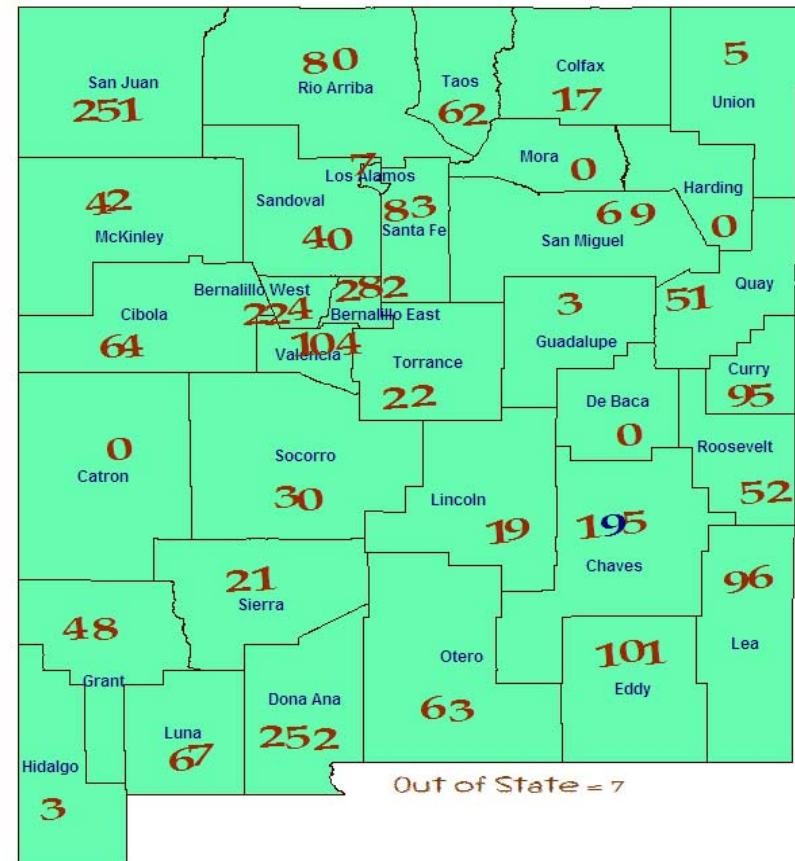 San Juan
251
80
Rio Arriba
Taos
62
Colfax
17
5
Union
Mora
0
Harding
0
7
Los Alamos
Sandoval
40
83
Santa Fe
69
San Miguel
42
McKinley
Quay
51
Cibola
64
Bernalillo West
224
282
Bernalillo East
104
Valencia
Torrance
22
3
Guadalupe
Curry
95
De Baca
0
Roosevelt
52
0
Catron
Socorro
30
Lincoln
19
195
Chaves
96
Lea
21
Sierra
48
Grant
Otero
63
101
Eddy
Dona Ana
252
Luna
67
Hidalgo
3
Out of State = 7